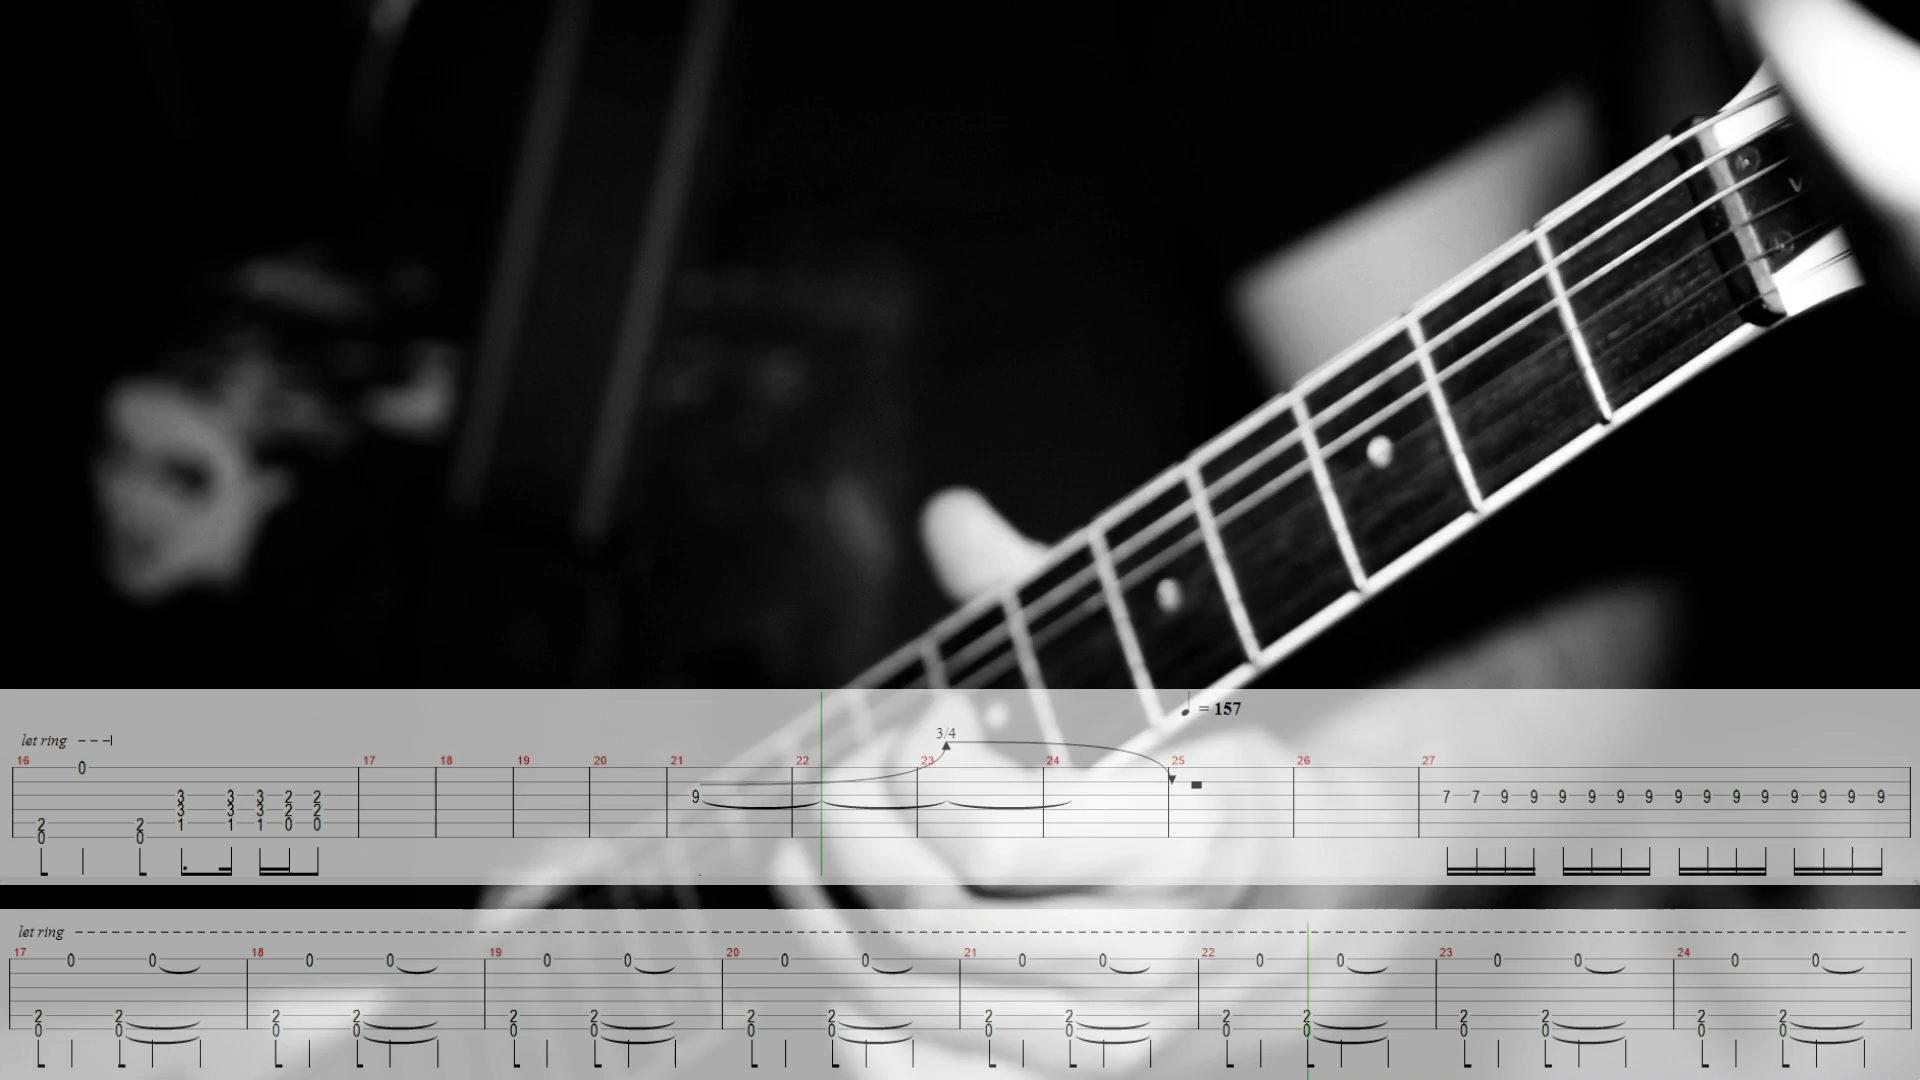 ♩ = 157
let ring
3/4
16 17 18 19 20 21 22 23 24 25 26 27
0
9 7 7 9 9 9 9 9 9 9 9 9 9 9 9 9 9
3 3 3 2 2
3 3 3 2 2
2 2 1 1 1 0 0
0 0
let ring
17 18 19 20 21 22 23 24
0 0 0 0 0 0 0 0 0 0 0 0 0 0 0 0
2 2 2 2 2 2 2 2 2 2 2 2 2 2 2 2
0 0 0 0 0 0 0 0 0 0 0 0 0 0 0 0